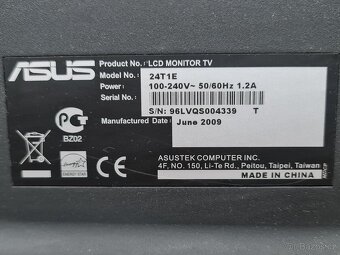 ASUS
Product No.: LCD MONITOR TV
Model No.: 24T1E
Power: 100-240V~ 50/60Hz 1.2A
Serial No.:
S/N: 96LVQS004339 T
Manufactured Date: June 2009
BZ02
ENERGY STAR
ASUSTEK COMPUTER INC.
4F, NO. 150, Li-Te Rd., Peitou, Taipei, Taiwan
MADE IN CHINA